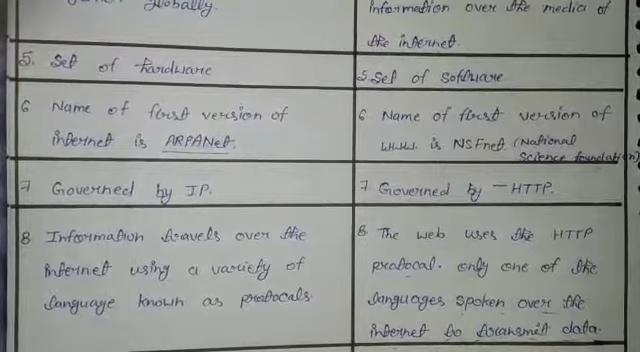 globally.
information over the media of
the internet.
5. Set of hardware
5. Set of software
6 Name of first version of
internet is ARPANet.
6 Name of first version of
W.W.W. is NSFnet (National
Science foundation)
7 Governed by IP.
7 Governed by – HTTP.
8 Information travels over the
internet using a variety of
language known as protocals.
8. The web uses the HTTP
protocal. only one of the
languages spoken over the
internet to transmit data.